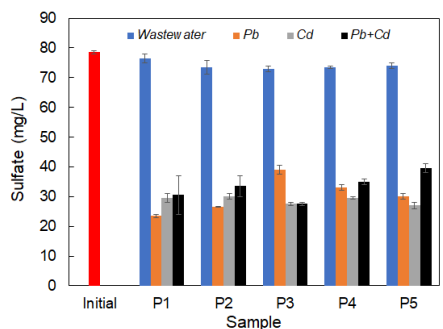 90
80
70
60
50
40
30
20
10
0
Sulfate (mg/L)
Wastewater Pb Cd Pb+Cd
Initial P1 P2 P3 P4 P5
Sample